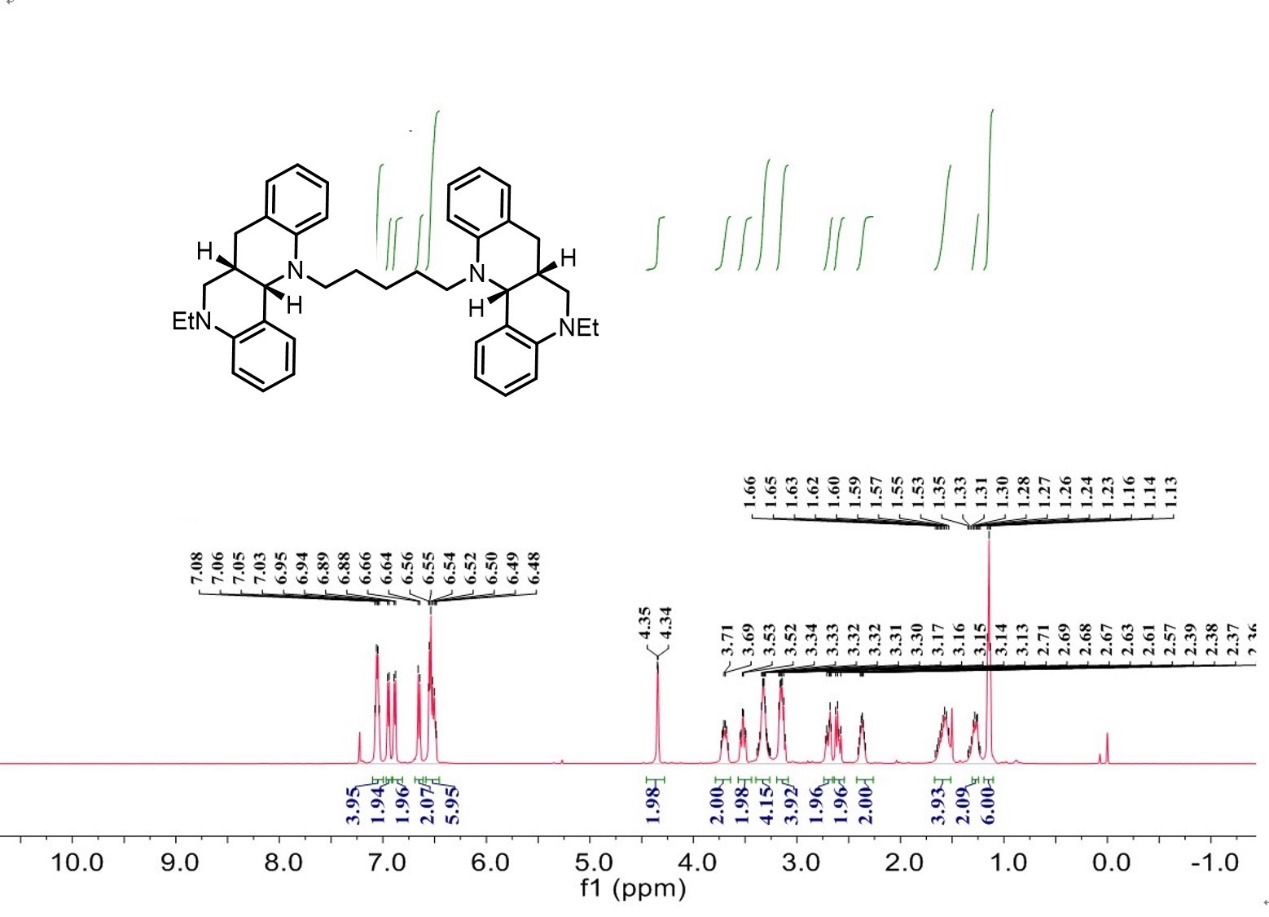 H
N
H
EtN
N
H
H
NEt
1.66 1.65 1.63 1.62 1.60 1.59 1.57 1.55 1.53 1.35 1.33 1.31 1.30 1.28 1.27 1.26 1.24 1.23 1.16 1.14 1.13
7.08 7.06 7.05 7.03 6.95 6.94 6.89 6.88 6.66 6.64 6.56 6.55 6.54 6.52 6.50 6.49 6.48
4.35 4.34
3.71 3.69 3.53 3.52 3.34 3.33 3.32 3.32 3.31 3.30 3.17 3.16 3.15 3.14 3.13 2.71 2.69 2.68 2.67 2.63 2.61 2.57 2.39 2.38 2.37 2.36
3.95 1.94 1.96 2.07 5.95 1.98 2.00 1.98 4.15 3.92 1.96 1.96 2.00 3.93 2.09 6.00
10.0 9.0 8.0 7.0 6.0 5.0 4.0 3.0 2.0 1.0 0.0 -1.0
f1 (ppm)